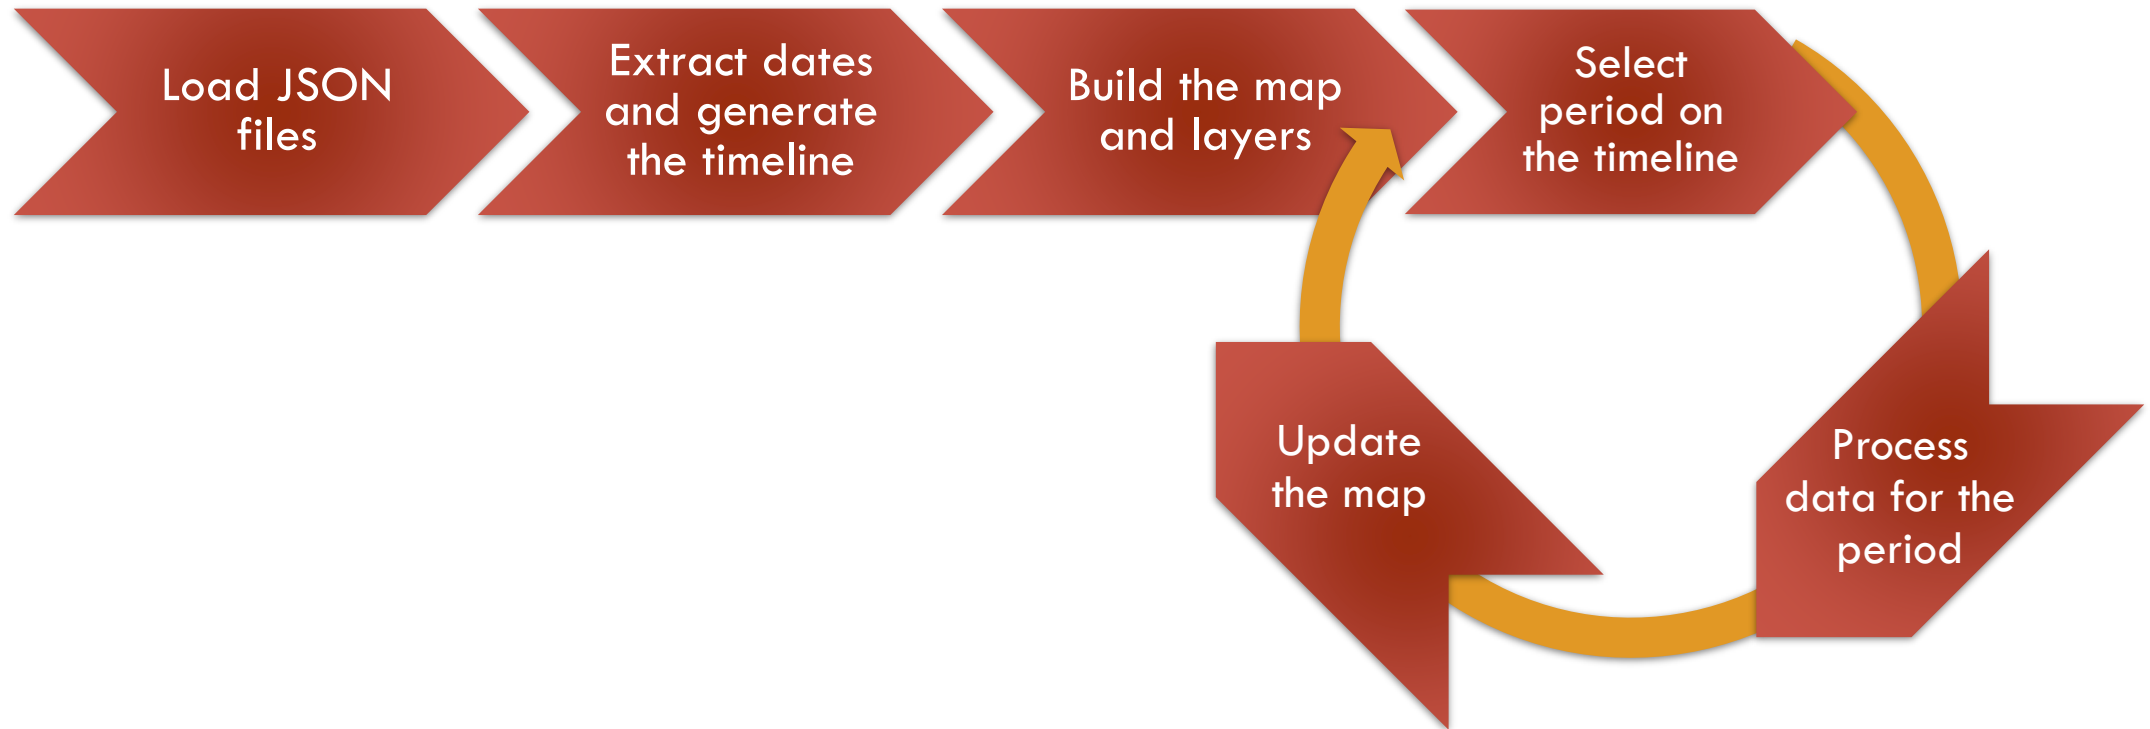 Load JSON
files
Extract dates
and generate
the timeline
Build the map
and layers
Select
period on
the timeline
Process
data for the
period
Update
the map